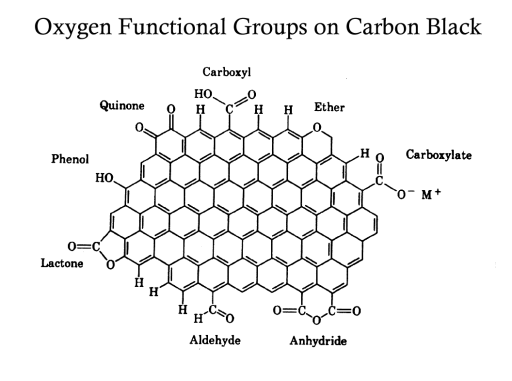 Oxygen Functional Groups on Carbon Black
Carboxyl
HO O
Quinone O H C H H Ether
O O
Phenol H O Carboxylate
HO C
O⁻ M⁺
O=C
Lactone O
H
H
H H C O O=C O C=O
Aldehyde Anhydride